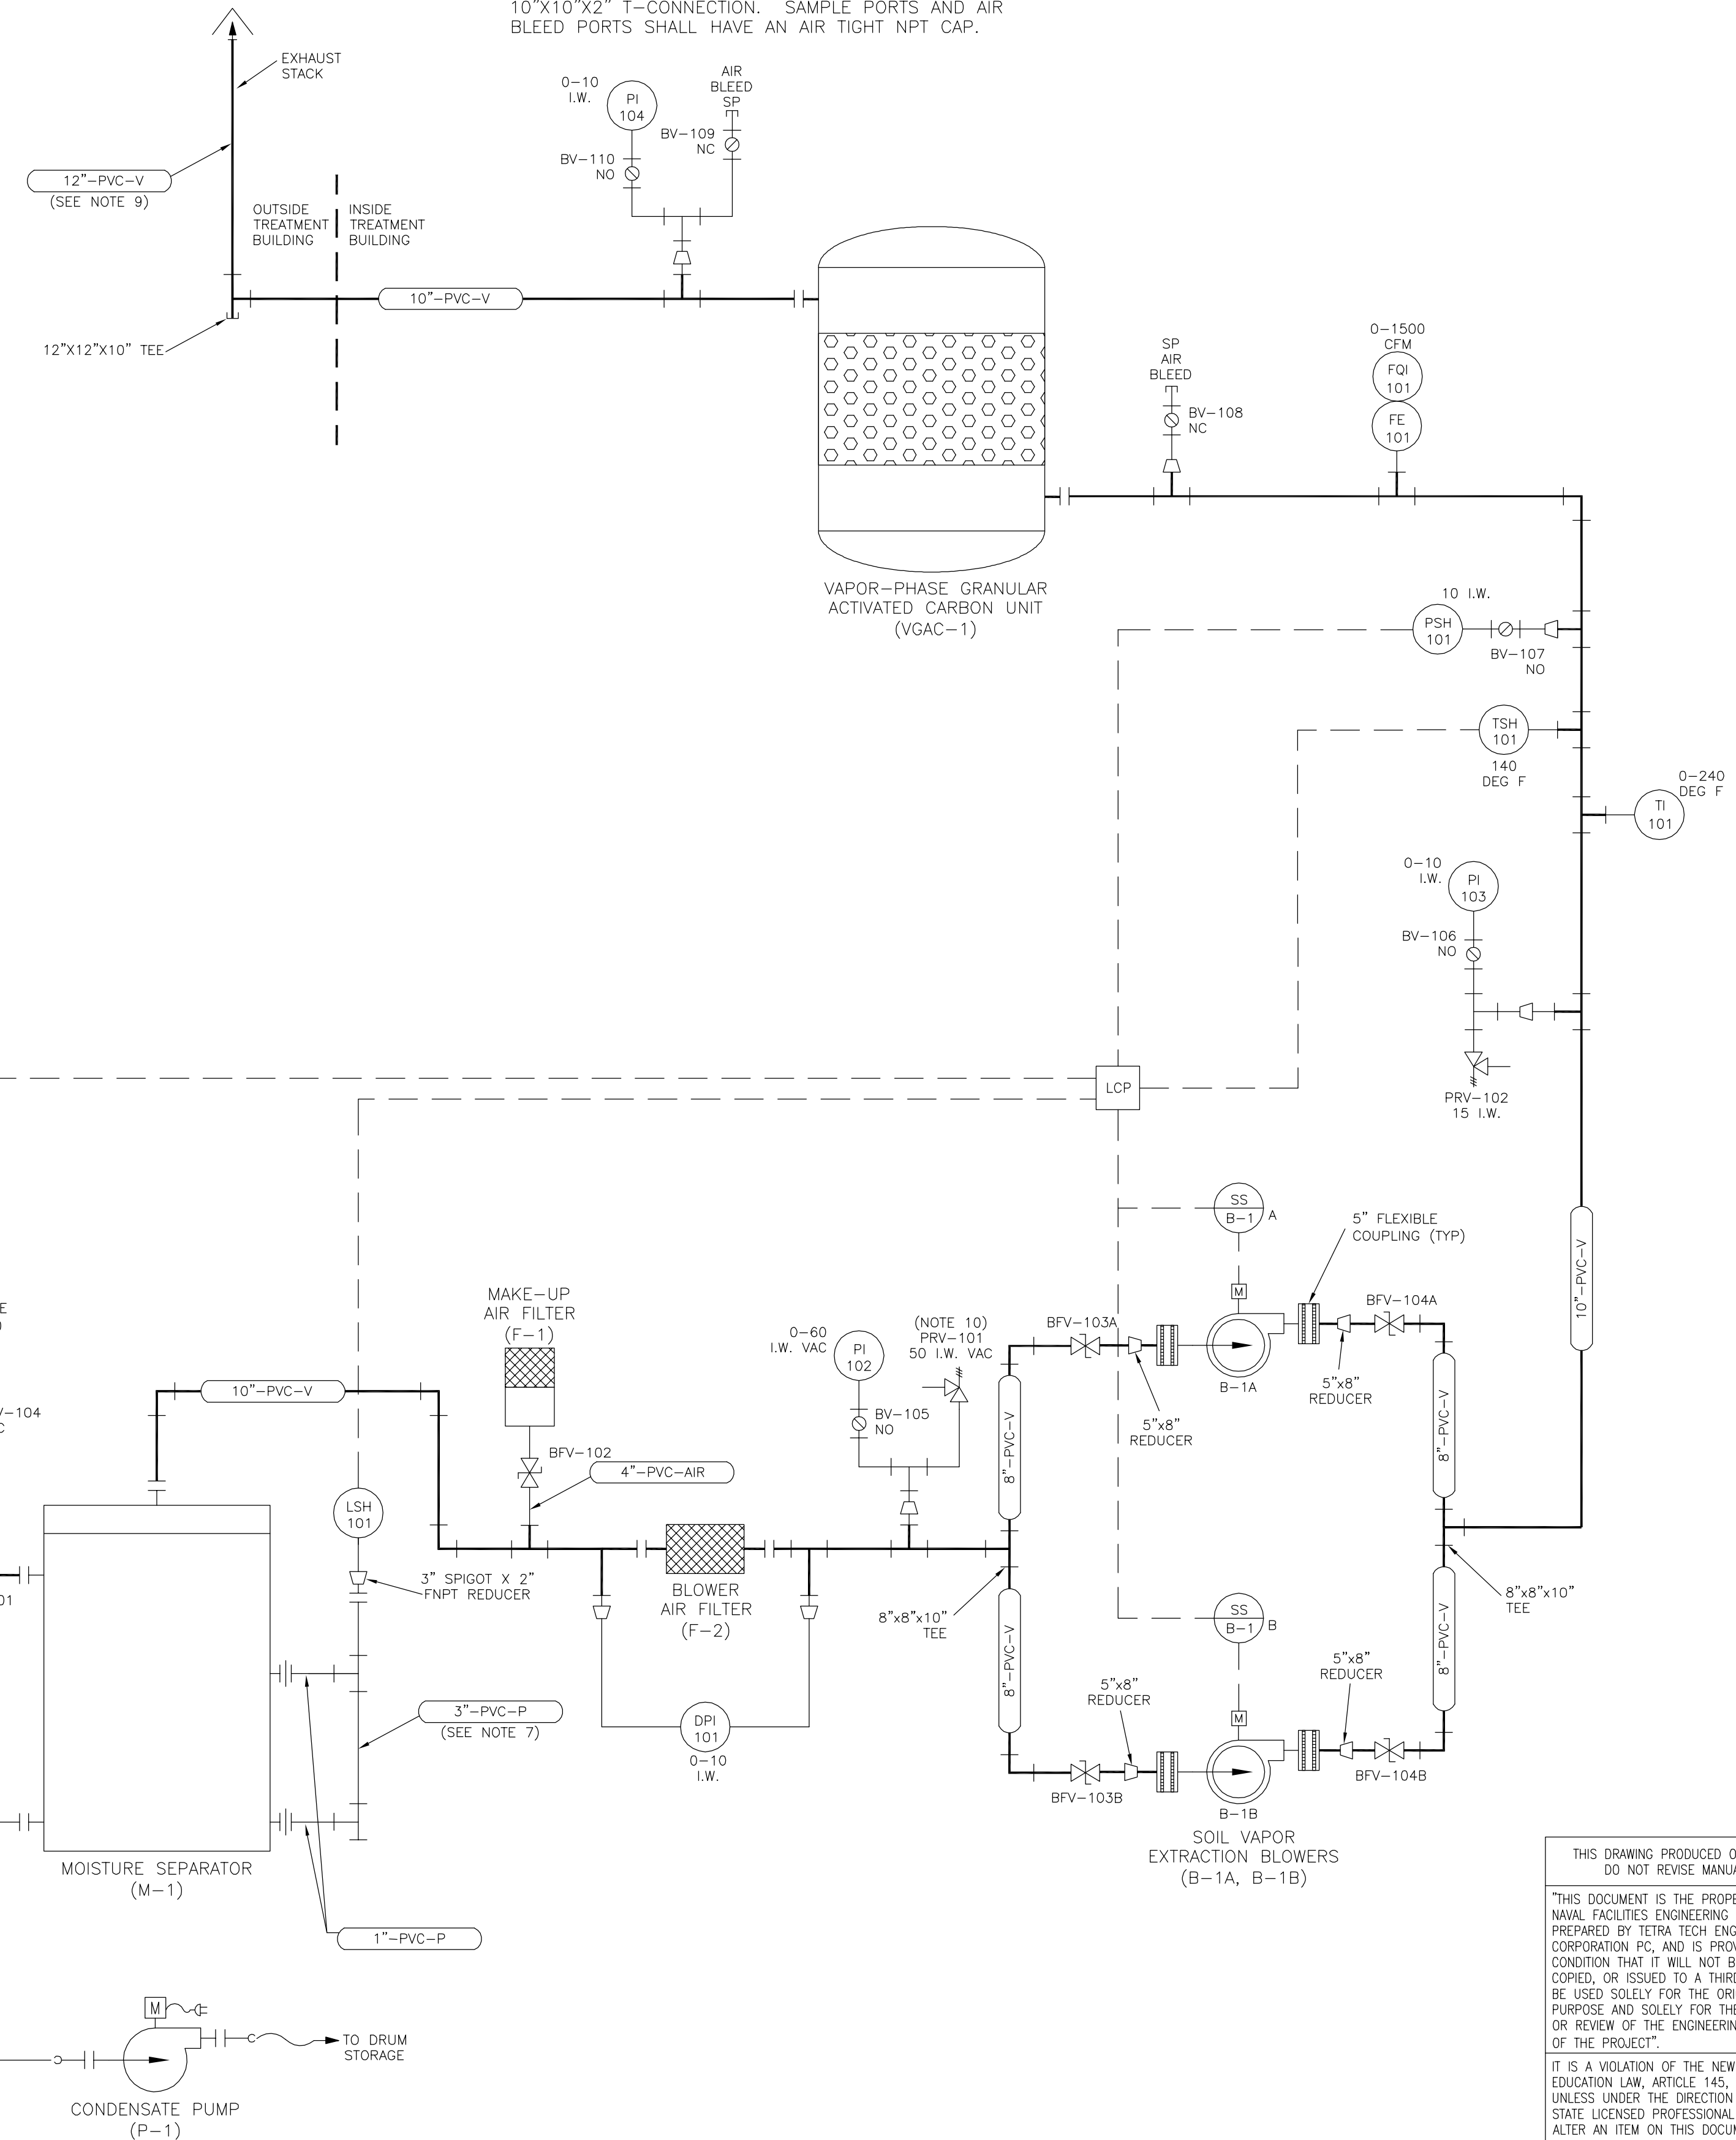 10"X10"X2" T-CONNECTION. SAMPLE PORTS AND AIR
BLEED PORTS SHALL HAVE AN AIR TIGHT NPT CAP.
EXHAUST
STACK
12"-PVC-V
(SEE NOTE 9)
OUTSIDE
TREATMENT
BUILDING
INSIDE
TREATMENT
BUILDING
12"X12"X10" TEE
10"-PVC-V
0-10
I.W.
PI
104
BV-110
NO
AIR
BLEED
SP
BV-109
NC
VAPOR-PHASE GRANULAR
ACTIVATED CARBON UNIT
(VGAC-1)
SP
AIR
BLEED
BV-108
NC
0-1500
CFM
FQI
101
FE
101
10 I.W.
PSH
101
BV-107
NO
TSH
101
140
DEG F
0-240
DEG F
TI
101
0-10
I.W.
PI
103
BV-106
NO
PRV-102
15 I.W.
LCP
10"-PVC-V
SS
B-1
A
5" FLEXIBLE
COUPLING (TYP)
M
B-1A
BFV-103A
5"x8"
REDUCER
BFV-104A
5"x8"
REDUCER
8"-PVC-V
8"-PVC-V
MAKE-UP
AIR FILTER
(F-1)
BFV-102
4"-PVC-AIR
0-60
I.W. VAC
PI
102
BV-105
NO
(NOTE 10)
PRV-101
50 I.W. VAC
10"-PVC-V
V-104
C
E
)
01
LSH
101
3" SPIGOT X 2"
FNPT REDUCER
BLOWER
AIR FILTER
(F-2)
DPI
101
0-10
I.W.
8"x8"x10"
TEE
8"x8"x10"
TEE
8"-PVC-V
8"-PVC-V
SS
B-1
B
M
5"x8"
REDUCER
5"x8"
REDUCER
BFV-103B
BFV-104B
B-1B
SOIL VAPOR
EXTRACTION BLOWERS
(B-1A, B-1B)
3"-PVC-P
(SEE NOTE 7)
MOISTURE SEPARATOR
(M-1)
1"-PVC-P
M
TO DRUM
STORAGE
CONDENSATE PUMP
(P-1)
THIS DRAWING PRODUCED O
DO NOT REVISE MANUA
"THIS DOCUMENT IS THE PROPE
NAVAL FACILITIES ENGINEERING
PREPARED BY TETRA TECH ENG
CORPORATION PC, AND IS PROV
CONDITION THAT IT WILL NOT B
COPIED, OR ISSUED TO A THIRD
BE USED SOLELY FOR THE ORI
PURPOSE AND SOLELY FOR THE
OR REVIEW OF THE ENGINEERIN
OF THE PROJECT".
IT IS A VIOLATION OF THE NEW
EDUCATION LAW, ARTICLE 145,
UNLESS UNDER THE DIRECTION
STATE LICENSED PROFESSIONAL
ALTER AN ITEM ON THIS DOCUM